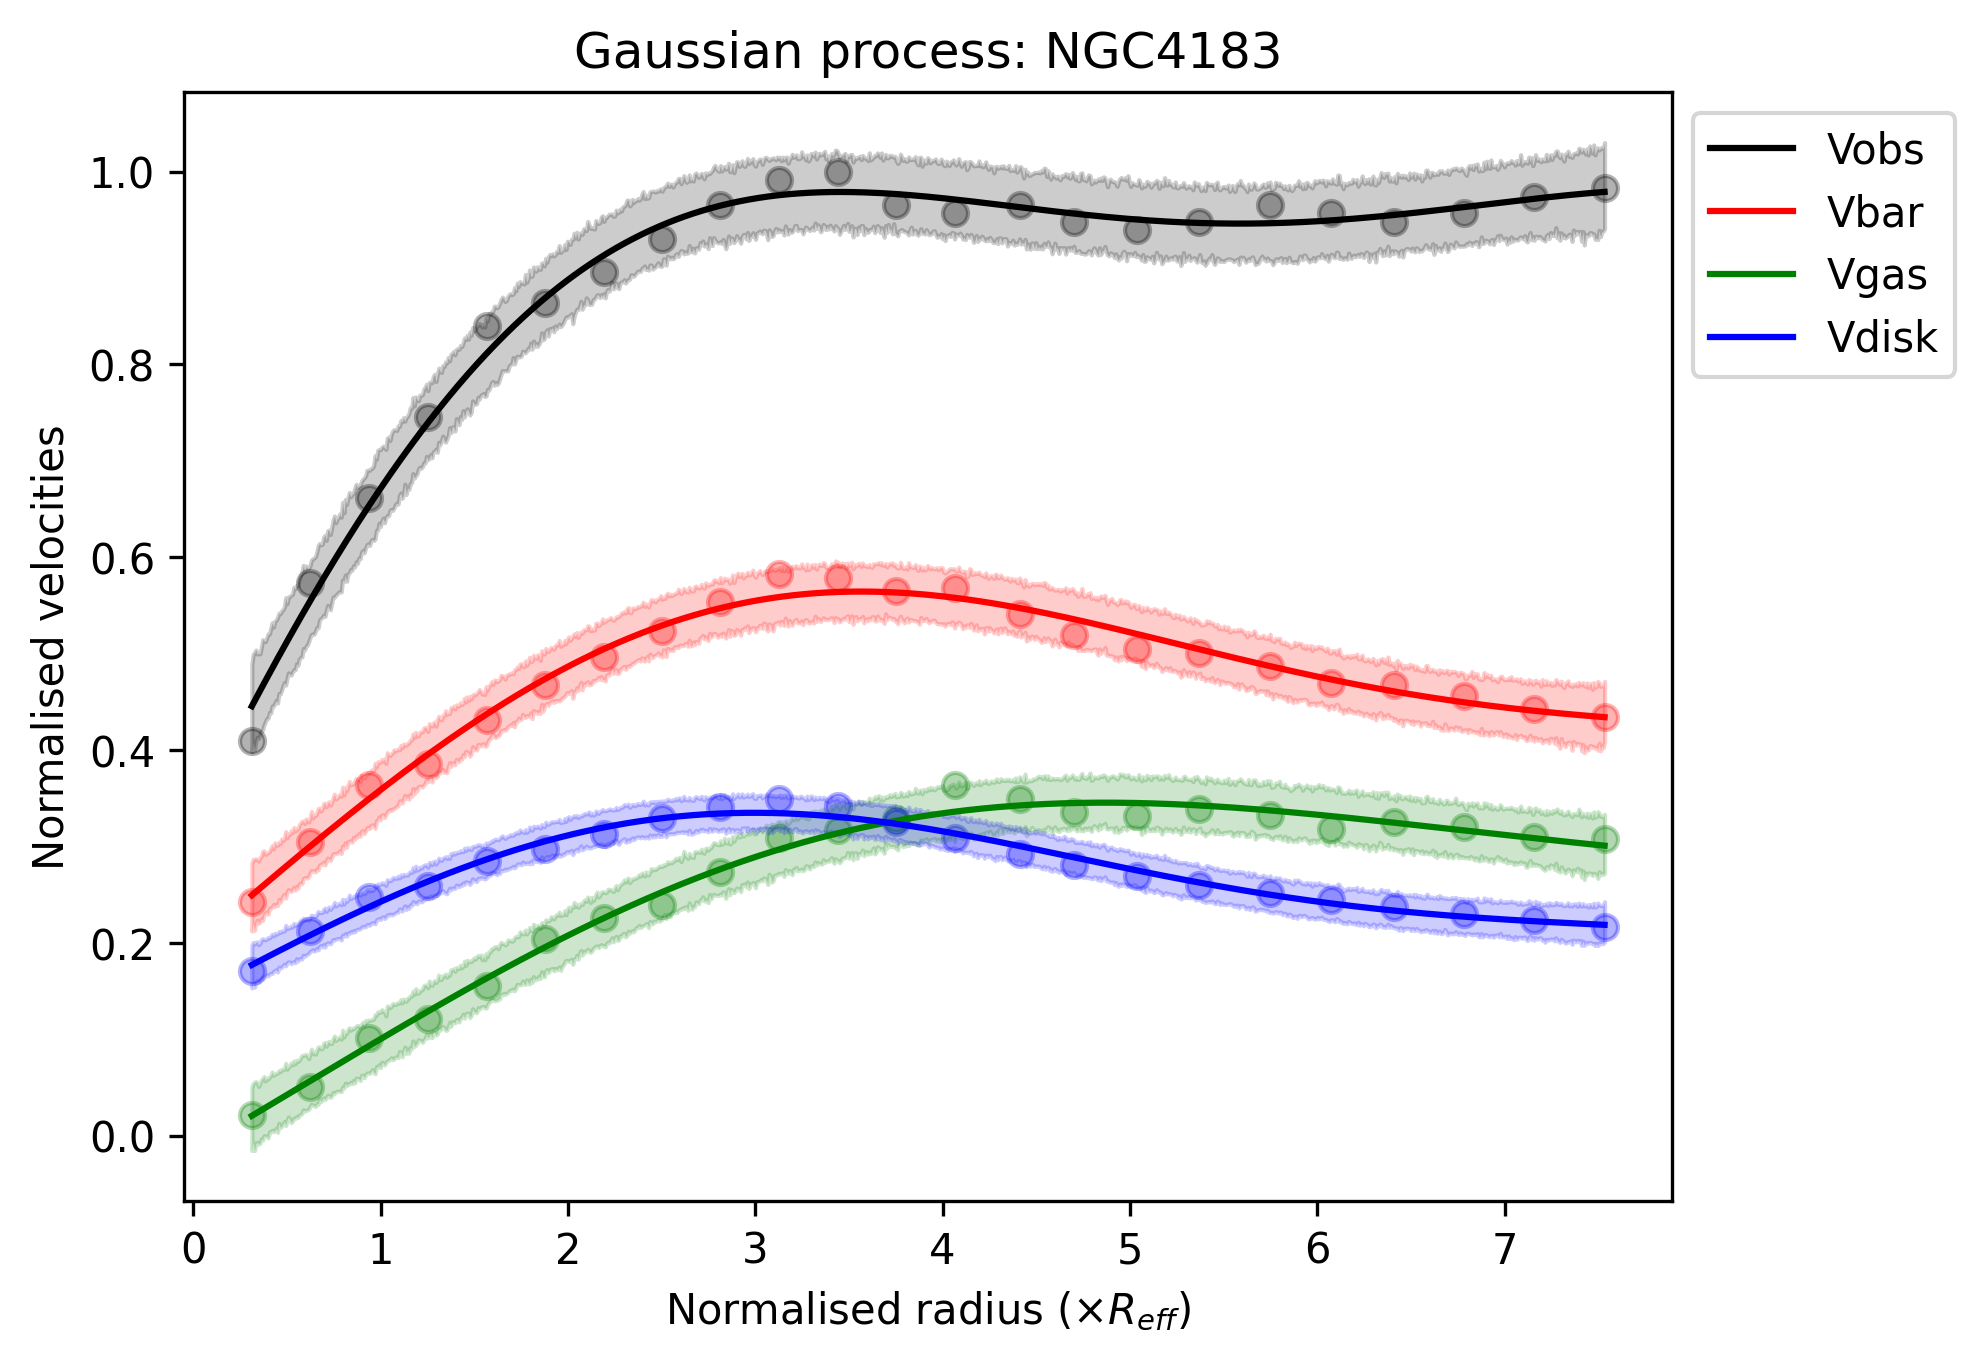 Gaussian process: NGC4183
Normalised velocities
1.0
0.8
0.6
0.4
0.2
0.0
0 1 2 3 4 5 6 7
Normalised radius (×R_eff)
Vobs
Vbar
Vgas
Vdisk